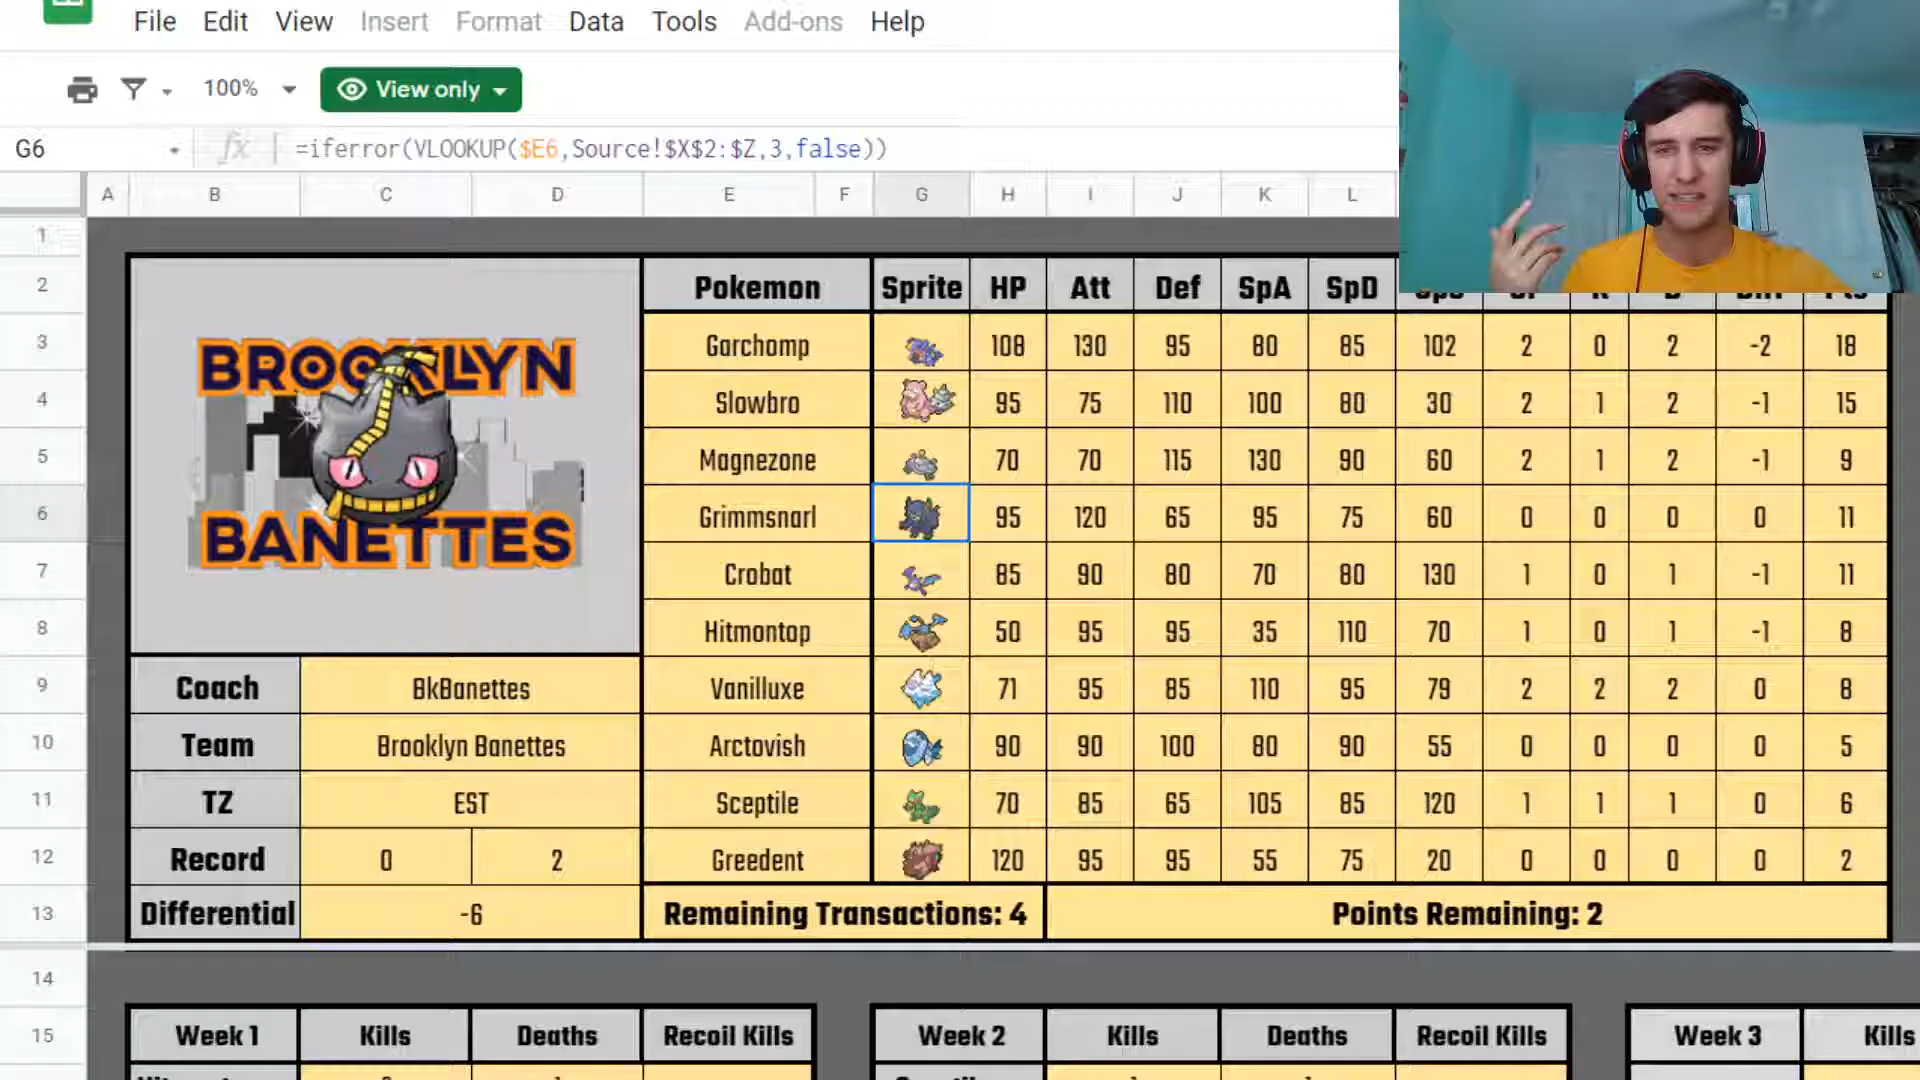 File Edit View Insert Format Data Tools Add-ons Help
100% View only
G6 fx =iferror(VLOOKUP($E6,Source!$X$2:$Z,3,false))
A B C D E F G H I J K L
1
2 Pokemon Sprite HP Att Def SpA SpD
3 Garchomp 108 130 95 80 85 102 2 0 2 -2 18
4 Slowbro 95 75 110 100 80 30 2 1 2 -1 15
5 Magnezone 70 70 115 130 90 60 2 1 2 -1 9
6 Grimmsnarl 95 120 65 95 75 60 0 0 0 0 11
7 Crobat 85 90 80 70 80 130 1 0 1 -1 11
8 Hitmontop 50 95 95 35 110 70 1 0 1 -1 8
BROOKLYN
BANETTES
9 Coach BkBanettes Vanilluxe 71 95 85 110 95 79 2 2 2 0 8
10 Team Brooklyn Banettes Arctovish 90 90 100 80 90 55 0 0 0 0 5
11 TZ EST Sceptile 70 85 65 105 85 120 1 1 1 0 6
12 Record 0 2 Greedent 120 95 95 55 75 20 0 0 0 0 2
13 Differential -6 Remaining Transactions: 4 Points Remaining: 2
14
15 Week 1 Kills Deaths Recoil Kills Week 2 Kills Deaths Recoil Kills Week 3 Kills